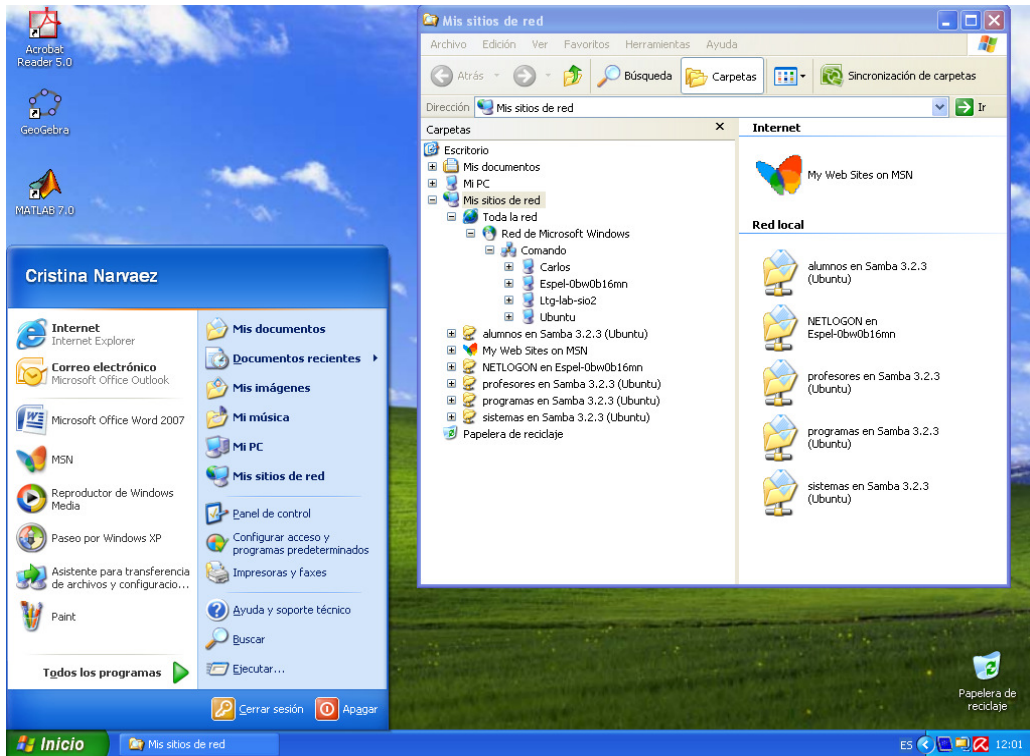 Acrobat
Reader 5.0
GeoGebra
MATLAB 7.0
Cristina Narvaez
Internet
Internet Explorer
Correo electrónico
Microsoft Office Outlook
Microsoft Office Word 2007
MSN
Reproductor de Windows
Media
Paseo por Windows XP
Asistente para transferencia
de archivos y configuracio...
Paint
Todos los programas
Mis documentos
Documentos recientes
Mis imágenes
Mi música
Mi PC
Mis sitios de red
Panel de control
Configurar acceso y
programas predeterminados
Impresoras y faxes
Ayuda y soporte técnico
Buscar
Ejecutar...
Cerrar sesión
Apagar
Mis sitios de red
Archivo Edición Ver Favoritos Herramientas Ayuda
Atrás Búsqueda Carpetas Sincronización de carpetas
Dirección Mis sitios de red Ir
Carpetas
Escritorio
Mis documentos
Mi PC
Mis sitios de red
Toda la red
Red de Microsoft Windows
Comando
Carlos
Espel-0bw0b16mn
Ltg-lab-sio2
Ubuntu
alumnos en Samba 3.2.3 (Ubuntu)
My Web Sites on MSN
NETLOGON en Espel-0bw0b16mn
profesores en Samba 3.2.3 (Ubuntu)
programas en Samba 3.2.3 (Ubuntu)
sistemas en Samba 3.2.3 (Ubuntu)
Papelera de reciclaje
Internet
My Web Sites on MSN
Red local
alumnos en Samba 3.2.3
(Ubuntu)
NETLOGON en
Espel-0bw0b16mn
profesores en Samba 3.2.3
(Ubuntu)
programas en Samba 3.2.3
(Ubuntu)
sistemas en Samba 3.2.3
(Ubuntu)
Papelera de
reciclaje
Inicio
Mis sitios de red
ES
12:01